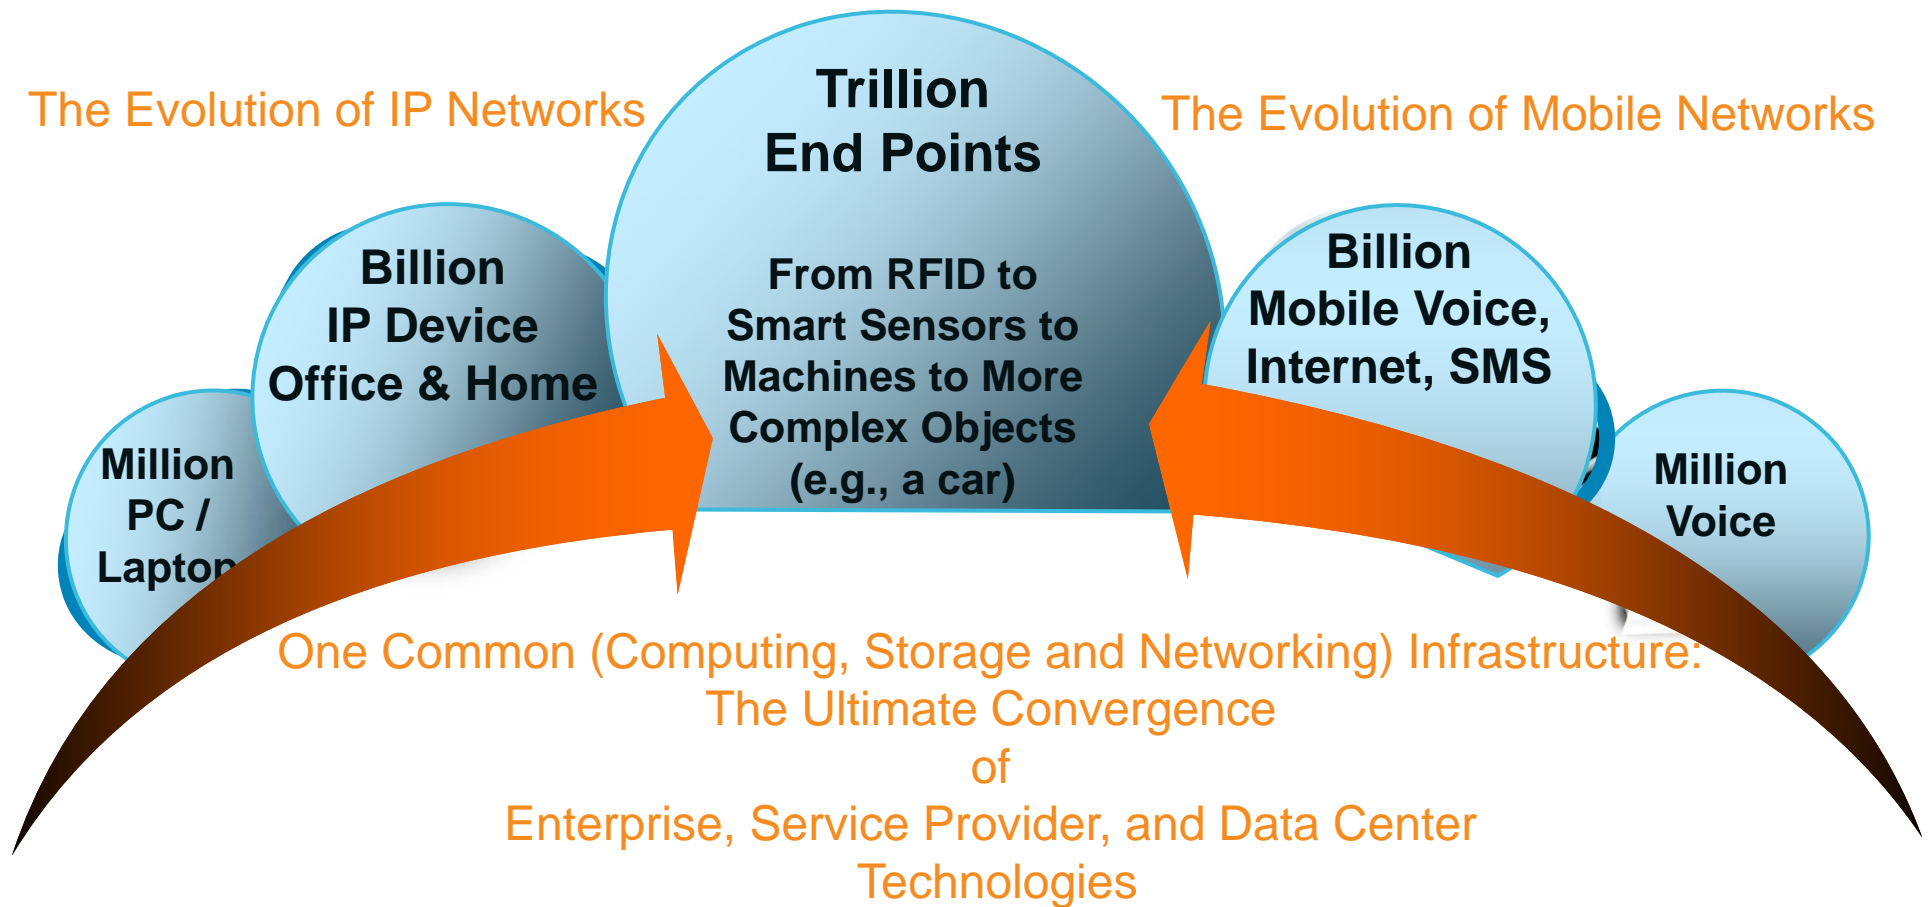 The Evolution of IP Networks
The Evolution of Mobile Networks
Trillion
End Points
From RFID to
Smart Sensors to
Machines to More
Complex Objects
(e.g., a car)
Billion
IP Device
Office & Home
Million
PC /
Laptop
Billion
Mobile Voice,
Internet, SMS
Million
Voice
One Common (Computing, Storage and Networking) Infrastructure:
The Ultimate Convergence
of
Enterprise, Service Provider, and Data Center
Technologies